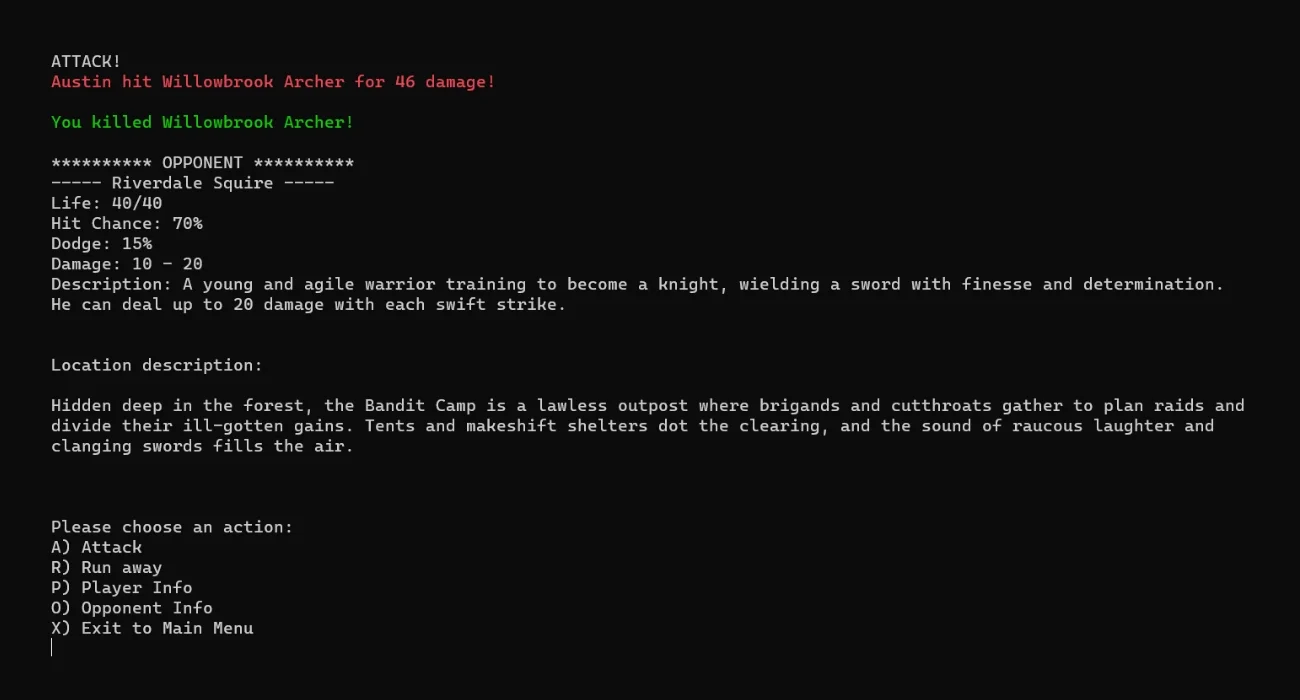 ATTACK!
Austin hit Willowbrook Archer for 46 damage!
You killed Willowbrook Archer!
********** OPPONENT **********
----- Riverdale Squire -----
Life: 40/40
Hit Chance: 70%
Dodge: 15%
Damage: 10 - 20
Description: A young and agile warrior training to become a knight, wielding a sword with finesse and determination.
He can deal up to 20 damage with each swift strike.
Location description:
Hidden deep in the forest, the Bandit Camp is a lawless outpost where brigands and cutthroats gather to plan raids and
divide their ill-gotten gains. Tents and makeshift shelters dot the clearing, and the sound of raucous laughter and
clanging swords fills the air.
Please choose an action:
A) Attack
R) Run away
P) Player Info
O) Opponent Info
X) Exit to Main Menu